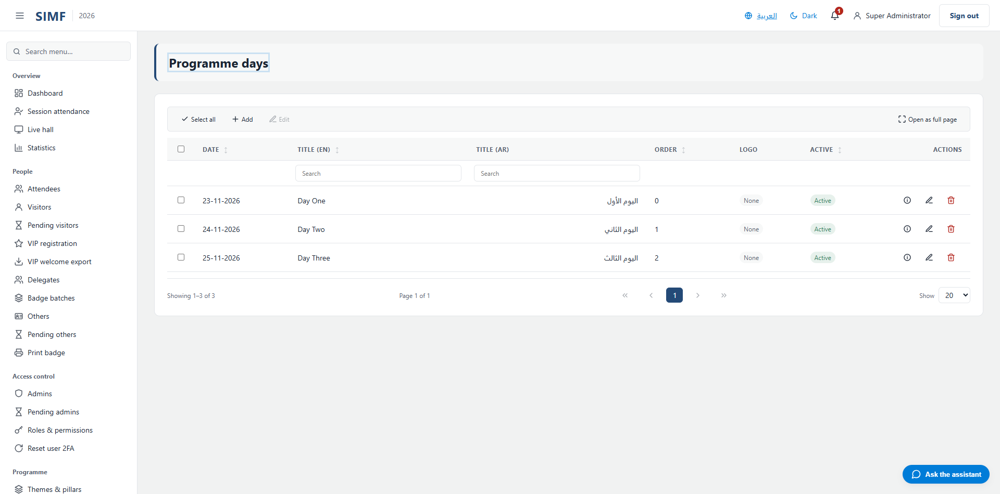 SIMF 2026
العربية Dark 1 Super Administrator Sign out
Search menu...
Overview
Dashboard
Session attendance
Live hall
Statistics
People
Attendees
Visitors
Pending visitors
VIP registration
VIP welcome export
Delegates
Badge batches
Others
Pending others
Print badge
Access control
Admins
Pending admins
Roles & permissions
Reset user 2FA
Programme
Themes & pillars
Programme days
Select all Add Edit Open as full page
DATE TITLE (EN) TITLE (AR) ORDER LOGO ACTIVE ACTIONS
Search Search
23-11-2026 Day One اليوم الأول 0 None Active
24-11-2026 Day Two اليوم الثاني 1 None Active
25-11-2026 Day Three اليوم الثالث 2 None Active
Showing 1–3 of 3 Page 1 of 1 « ‹ 1 › » Show 20
Ask the assistant